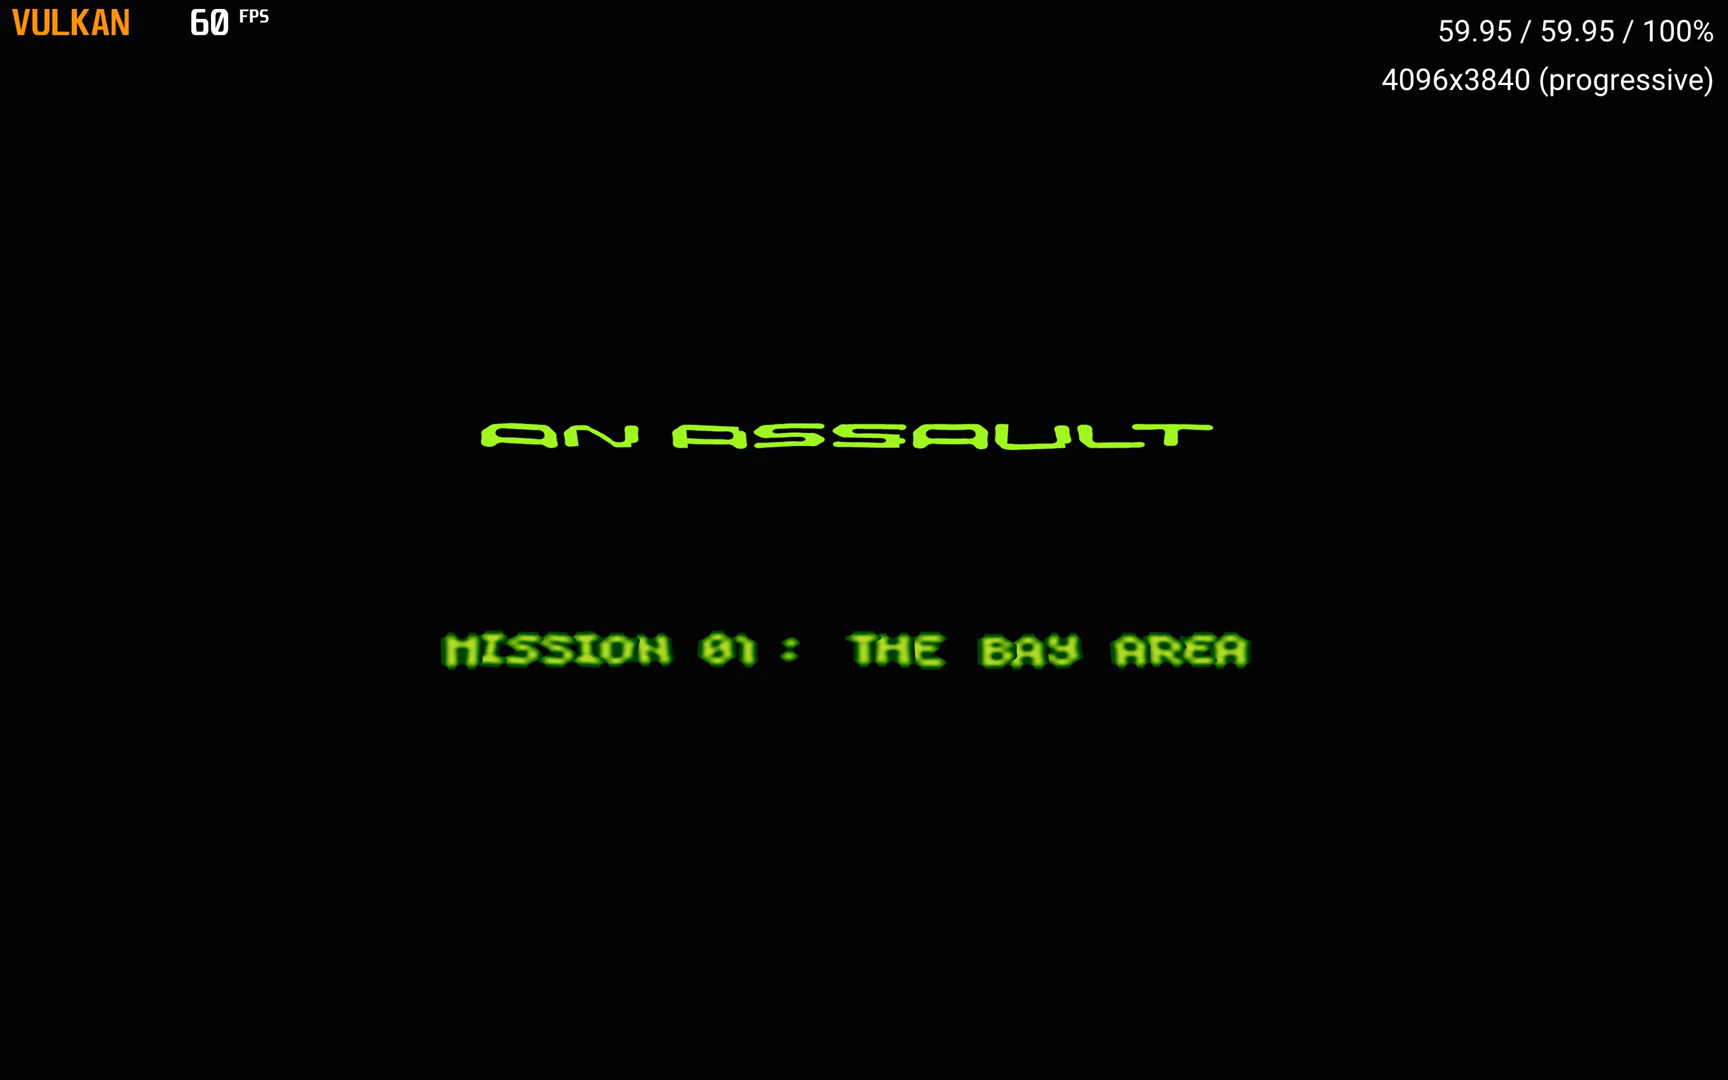 VULKAN 60 FPS
59.95 / 59.95 / 100%
4096x3840 (progressive)
AN ASSAULT
MISSION 01: THE BAY AREA